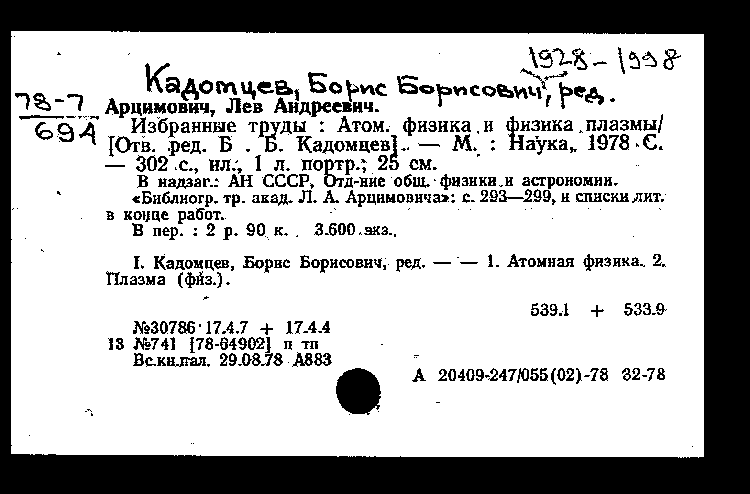 1928-1998
Кадомцев, Борис Борисович, ред.
78-7
69А
Арцимович, Лев Андреевич.
Избранные труды : Атом. физика и физика плазмы/
[Отв. ред. Б . Б. Кадомцев]. — М. : Наука, 1978 С.
— 302 с., ил., 1 л. портр.; 25 см.
В надзаг.: АН СССР, Отд-ние общ. физики и астрономии.
«Библиогр. тр. акад. Л. А. Арцимовича»: с. 293—299, и списки лит.
в конце работ.
В пер. : 2 р. 90 к. 3.600 экз.
I. Кадомцев, Борис Борисович, ред. — — 1. Атомная физика. 2.
Плазма (физ.).
539.1 + 533.9
№30786 17.4.7 + 17.4.4
13 №741 [78-64902] п тп
Вс.кн.пал. 29.08.78 А883
А 20409-247/055(02)-78 32-78